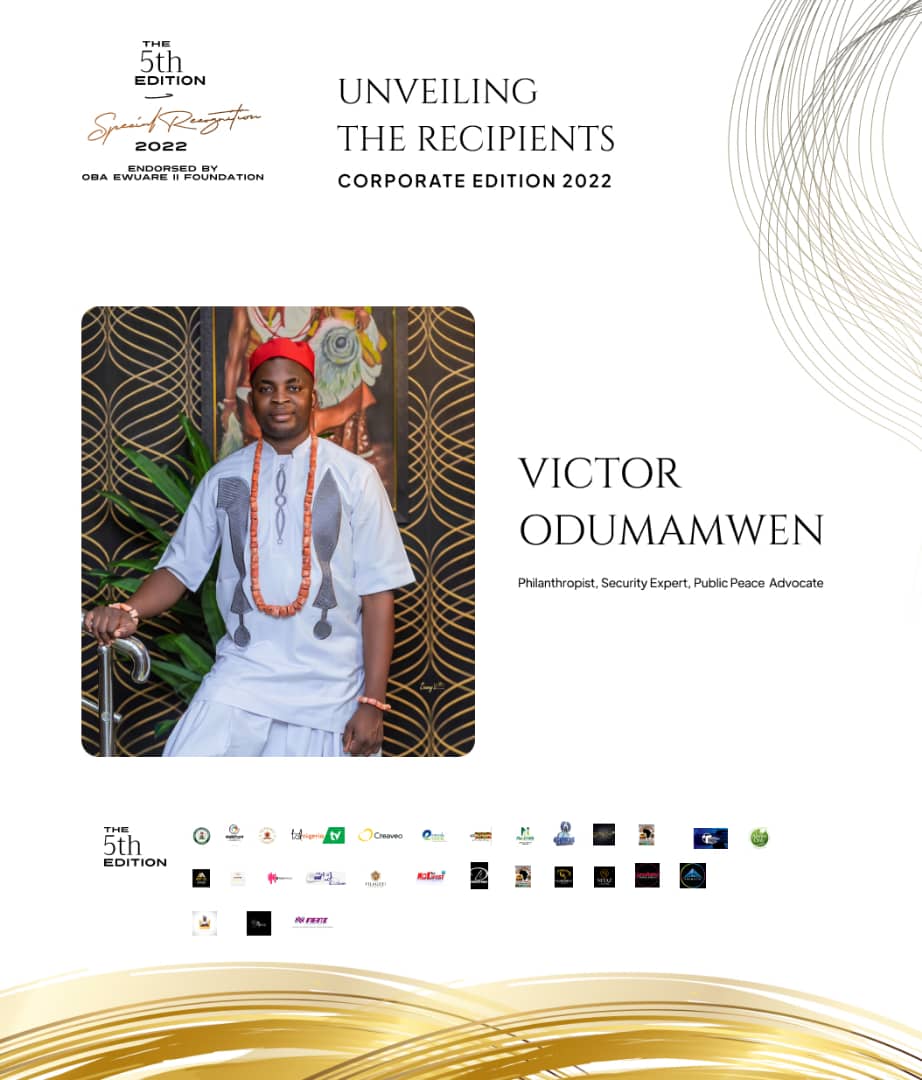 THE
5th
EDITION
Special Recognition
2022
ENDORSED BY
OBA EWUARE II FOUNDATION
UNVEILING
THE RECIPIENTS
CORPORATE EDITION 2022
VICTOR
ODUMAMWEN
Philanthropist, Security Expert, Public Peace Advocate
THE
5th
EDITION
tv
Creaveo